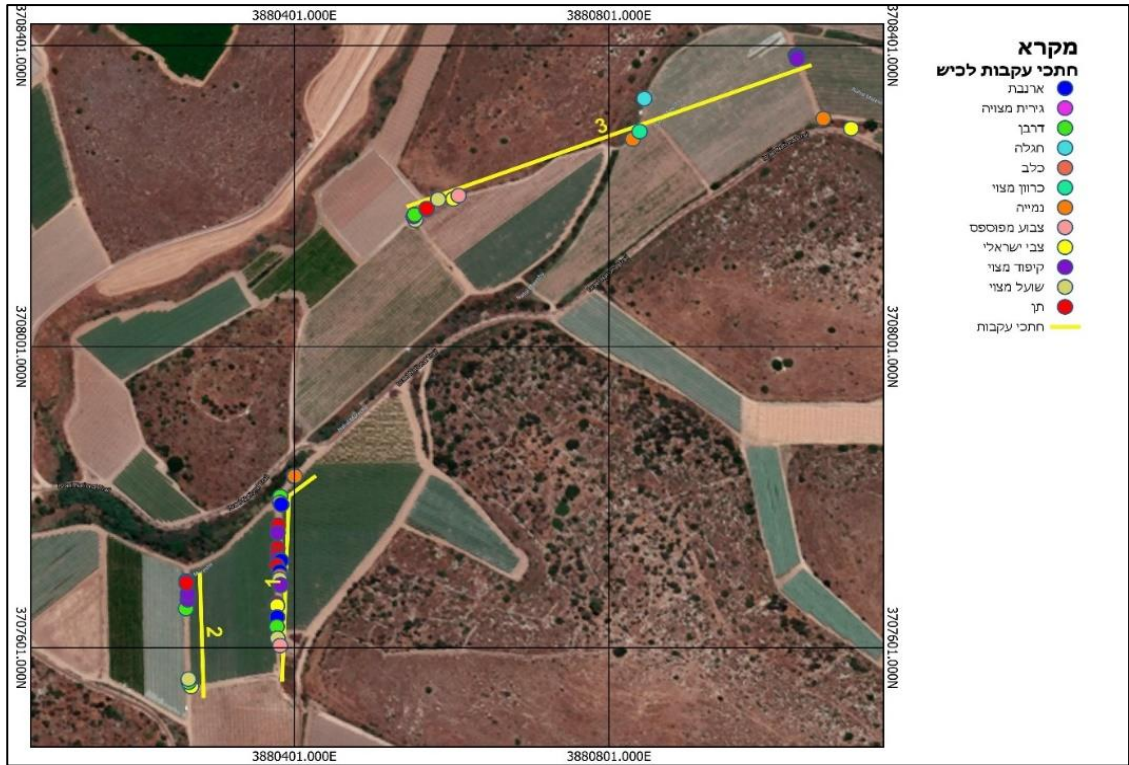 3880401.000E 3880801.000E
3708401.000N 3708401.000N
3708001.000N 3708001.000N
3707601.000N 3707601.000N
3880401.000E 3880801.000E
3
1
2
מקרא
חתכי עקבות לכיש
ארנבת
גירית מצויה
דרבן
חגלה
כלב
כרוון מצוי
נמייה
צבוע מפוספס
צבי ישראלי
קיפוד מצוי
שועל מצוי
תן
חתכי עקבות